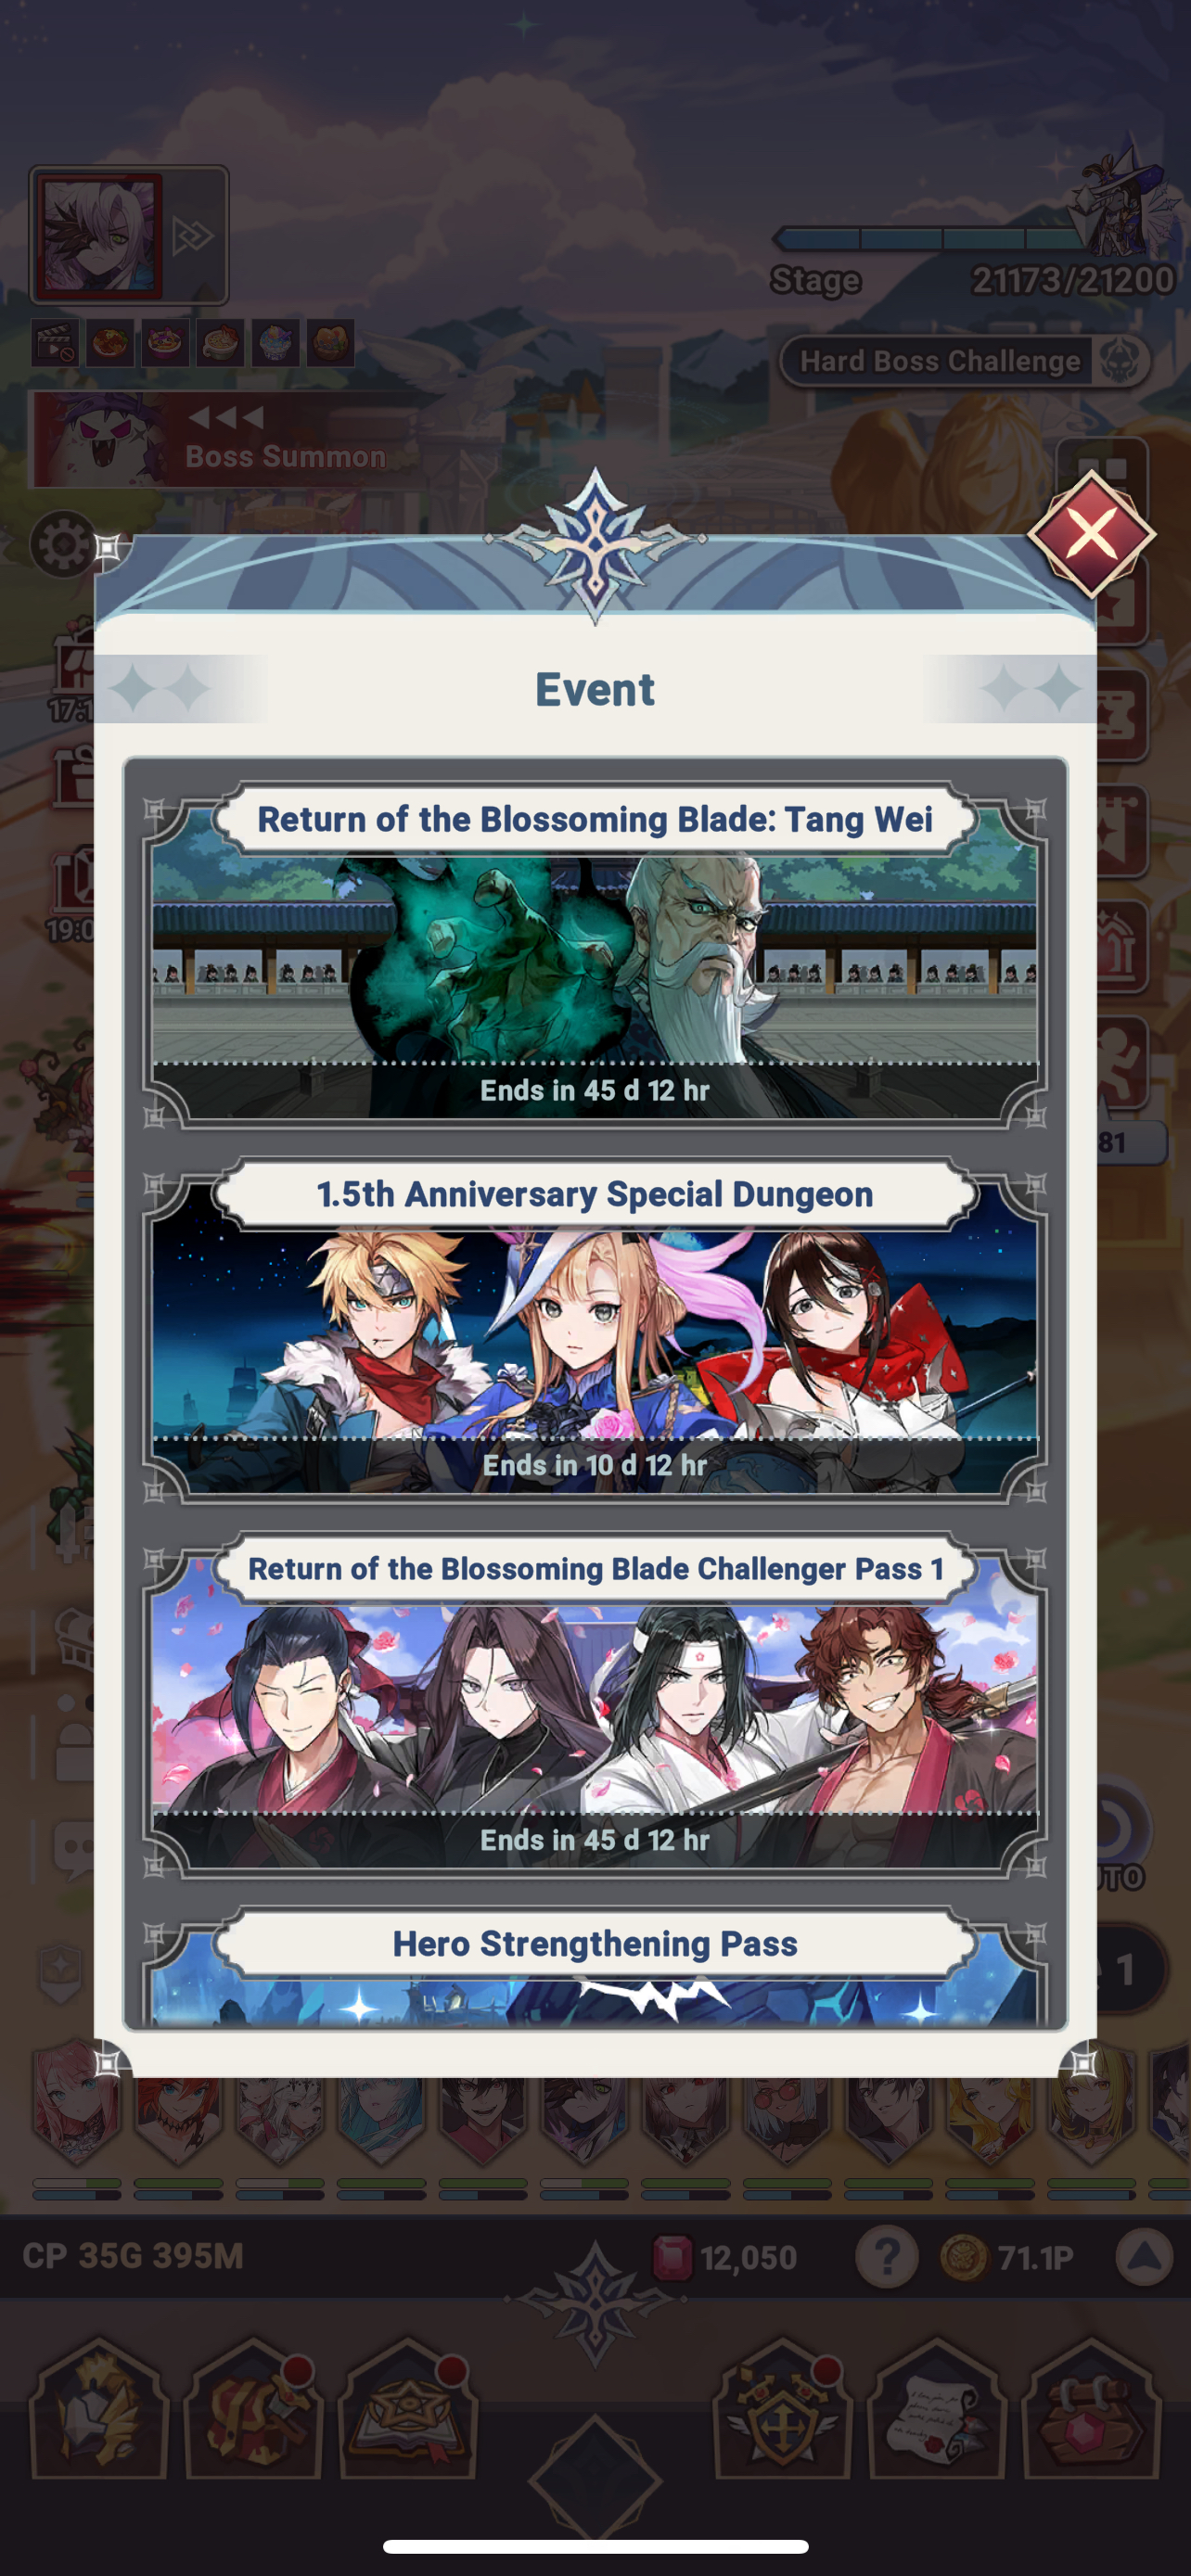 Stage 21173/21200
Hard Boss Challenge
Boss Summon
Event
Return of the Blossoming Blade: Tang Wei
Ends in 45 d 12 hr
1.5th Anniversary Special Dungeon
Ends in 10 d 12 hr
Return of the Blossoming Blade Challenger Pass 1
Ends in 45 d 12 hr
Hero Strengthening Pass
81
1
CP 35G 395M
12,050
?
71.1P